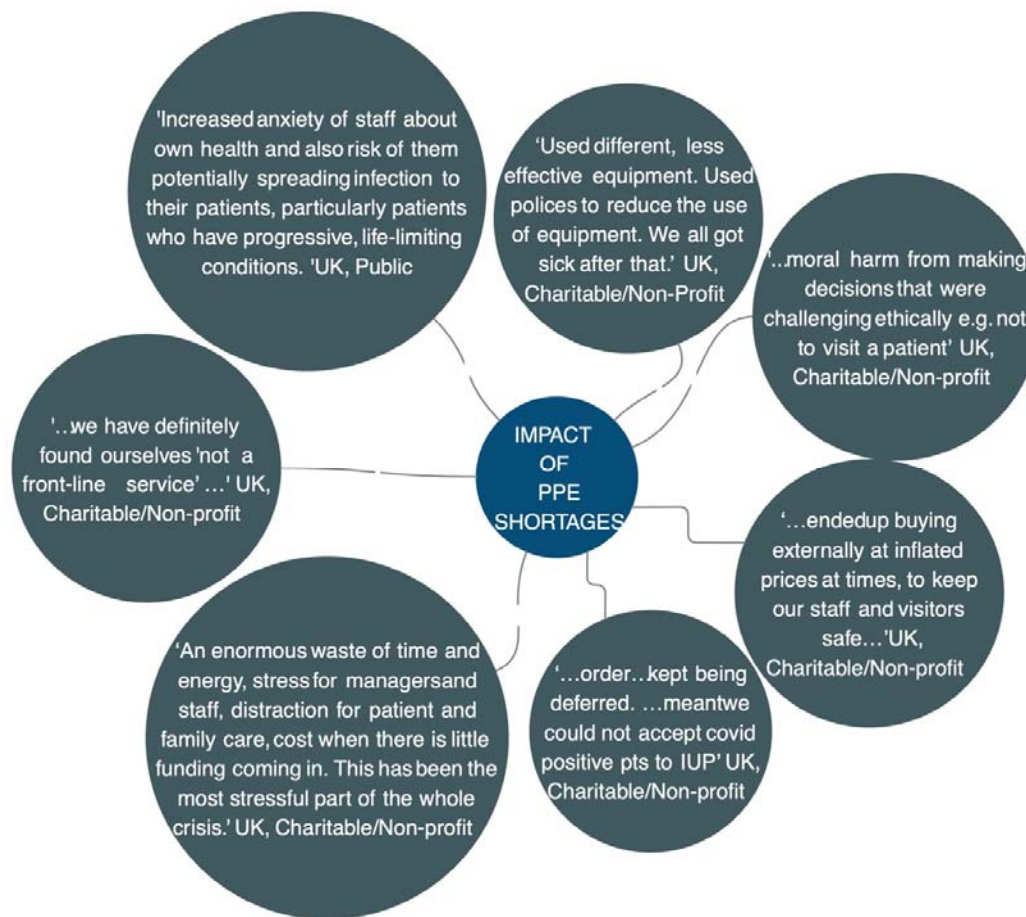 'Increased anxiety of staff about
own health and also risk of them
potentially spreading infection to
their patients, particularly patients
who have progressive, life-limiting
conditions. 'UK, Public
‘Used different, less
effective equipment. Used
polices to reduce the use
of equipment. We all got
sick after that.’ UK,
Charitable/Non-Profit
'...moral harm from making
decisions that were
challenging ethically e.g. not
to visit a patient’ UK,
Charitable/Non-profit
'...we have definitely
found ourselves 'not a
front-line service’ ...’ UK,
Charitable/Non-profit
IMPACT
OF
PPE
SHORTAGES
‘...endedup buying
externally at inflated
prices at times, to keep
our staff and visitors
safe...’UK,
Charitable/Non-profit
‘An enormous waste of time and
energy, stress for managersand
staff, distraction for patient and
family care, cost when there is little
funding coming in. This has been the
most stressful part of the whole
crisis.’ UK, Charitable/Non-profit
‘...order...kept being
deferred. ...meantwe
could not accept covid
positive pts to IUP’ UK,
Charitable/Non-profit